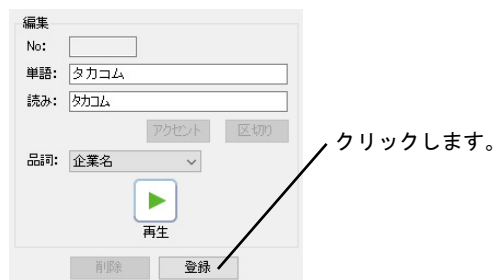 編集
No:
単語: タカコム
読み: ﾀｶｺﾑ
アクセント 区切り
クリックします。
品詞: 企業名
再生
削除 登録